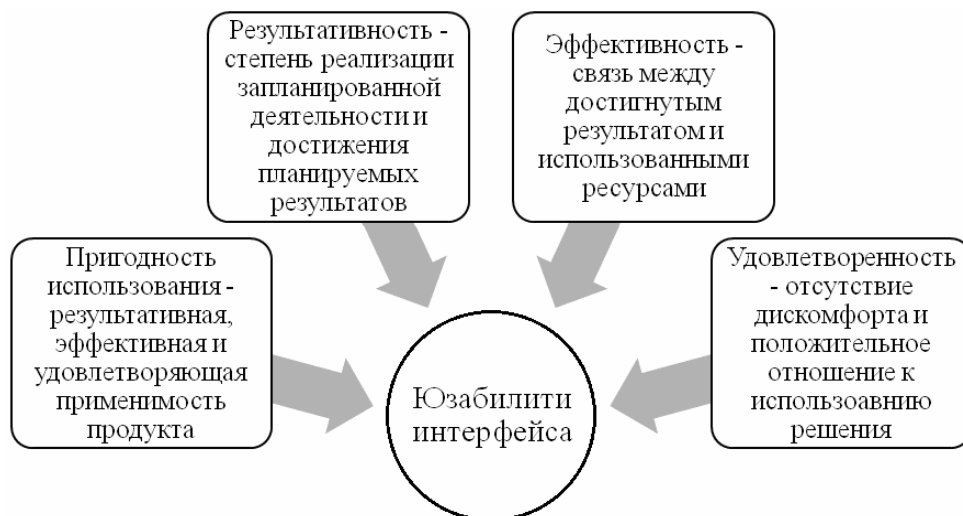 Результативность -
степень реализации
запланированной
деятельности и
достижения
планируемых
результатов
Эффективность -
связь между
достигнутым
результатом и
использованными
ресурсами
Пригодность
использования -
результативная,
эффективная и
удовлетворяющая
применимость
продукта
Удовлетворенность
- отсутствие
дискомфорта и
положительное
отношение к
использоавнию
решения
Юзабилити
интерфейса